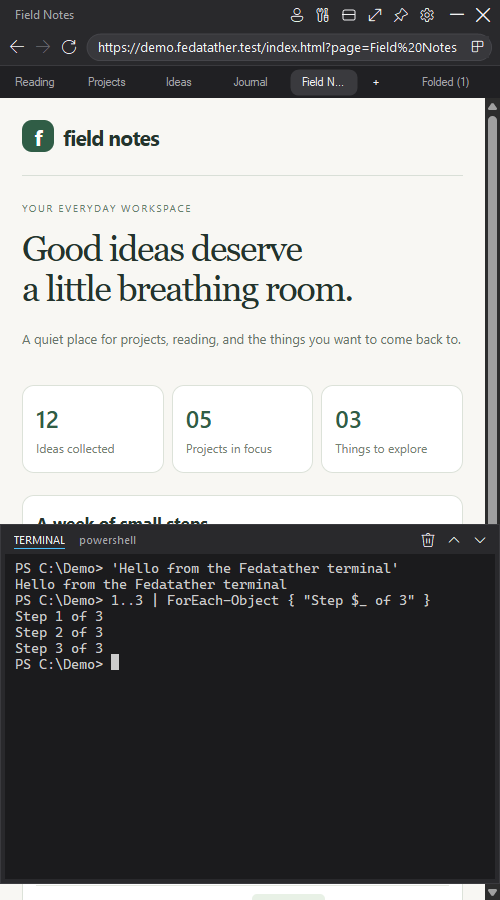 Field Notes
https://demo.fedatather.test/index.html?page=Field%20Notes
Reading Projects Ideas Journal Field N... + Folded (1)
f field notes
YOUR EVERYDAY WORKSPACE
Good ideas deserve
a little breathing room.
A quiet place for projects, reading, and the things you want to come back to.
12 05 03
Ideas collected Projects in focus Things to explore
A week of small steps
TERMINAL powershell
PS C:\Demo> 'Hello from the Fedatather terminal'
Hello from the Fedatather terminal
PS C:\Demo> 1..3 | ForEach-Object { "Step $_ of 3" }
Step 1 of 3
Step 2 of 3
Step 3 of 3
PS C:\Demo>